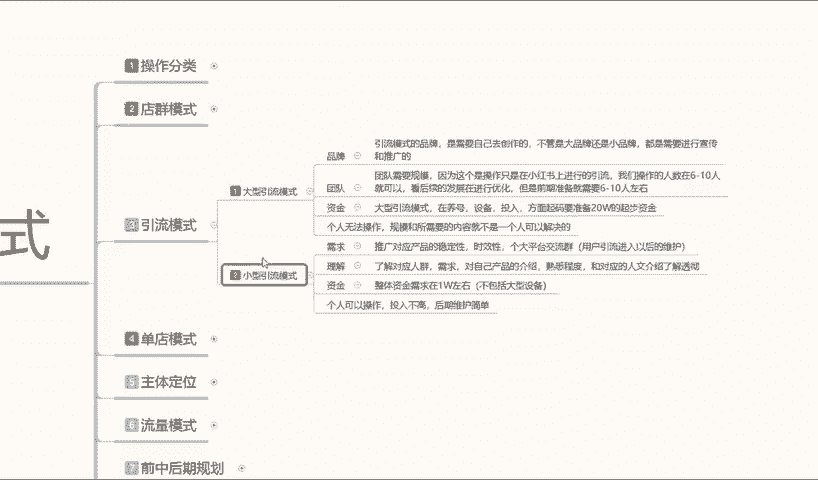 1 操作分类
2 店群模式
式
3 引流模式
1 大型引流模式
品牌
引流模式的品牌,是需要自己去创作的,不管是大品牌还是小品牌,都是需要进行宣传
和推广的
团队
团队需要规模,因为这个是操作只是在小红书上进行的引流,我们操作的人数在6-10人
就可以,看后续的发展在进行优化,但是前期准备就需要6-10人左右
资金
大型引流模式,在养号、设备、投入,方面起码要准备20W的起步资金
个人无法操作,规模和所需要的内容就不是一个人可以解决的
2 小型引流模式
需求
推广对应产品的稳定性,时效性,个大平台交流群(用户引流进入以后的维护)
理解
了解对应人群,需求,对自己产品的介绍,熟悉程度,和对应的人文介绍了解透彻
资金
整体资金需求在1W左右(不包括大型设备)
个人可以操作,投入不高,后期维护简单
4 单店模式
5 主体定位
6 流量模式
7 前中后期规划